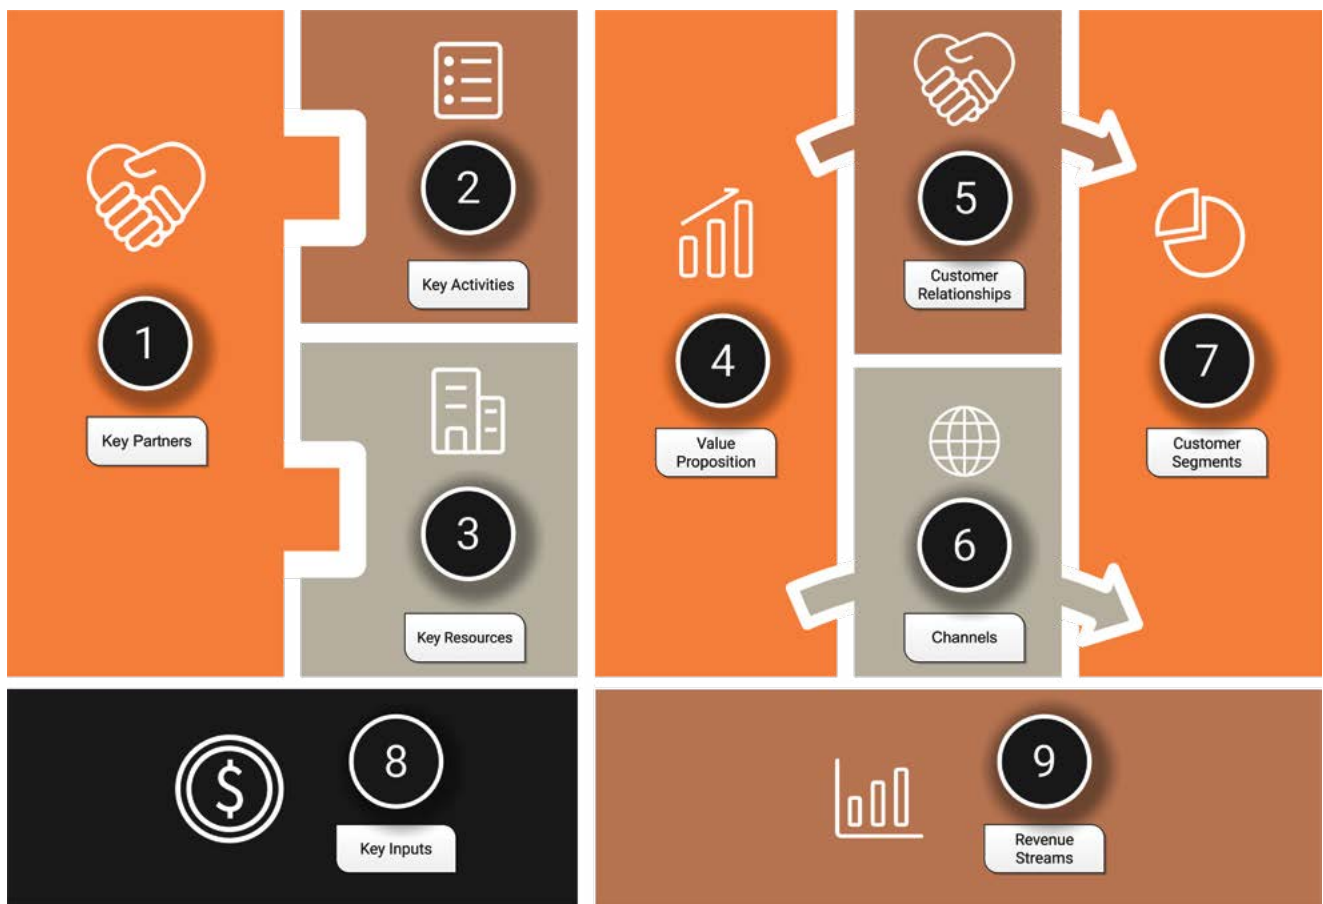 1
Key Partners
2
Key Activities
3
Key Resources
4
Value
Proposition
5
Customer
Relationships
6
Channels
7
Customer
Segments
$
8
Key Inputs
9
Revenue
Streams